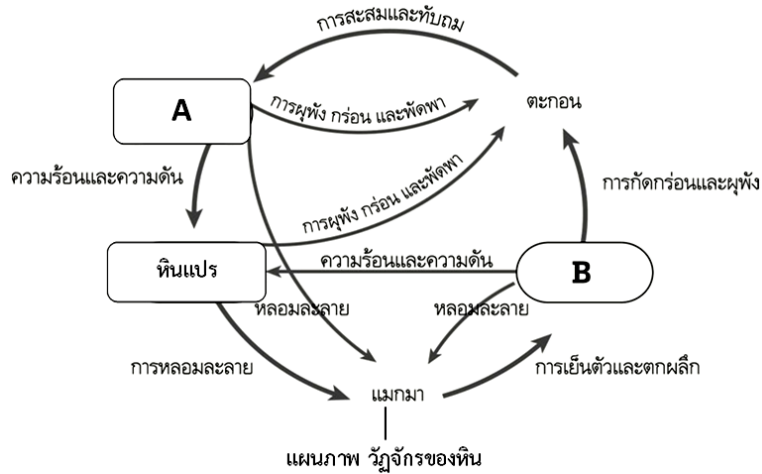 การสะสมและทับถม
A
การผุพัง กร่อน และพัดพา
ตะกอน
ความร้อนและความดัน
การกัดกร่อนและผุพัง
การผุพัง กร่อน และพัดพา
หินแปร
ความร้อนและความดัน
B
หลอมละลาย
หลอมละลาย
การหลอมละลาย
การเย็นตัวและตกผลึก
แมกมา
แผนภาพ วัฏจักรของหิน